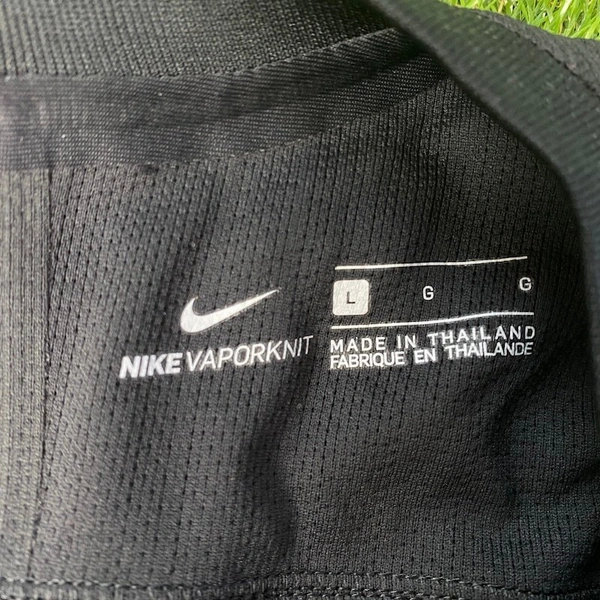 L G G
NIKE VAPORKNIT
MADE IN THAILAND
FABRIQUE EN THAILANDE